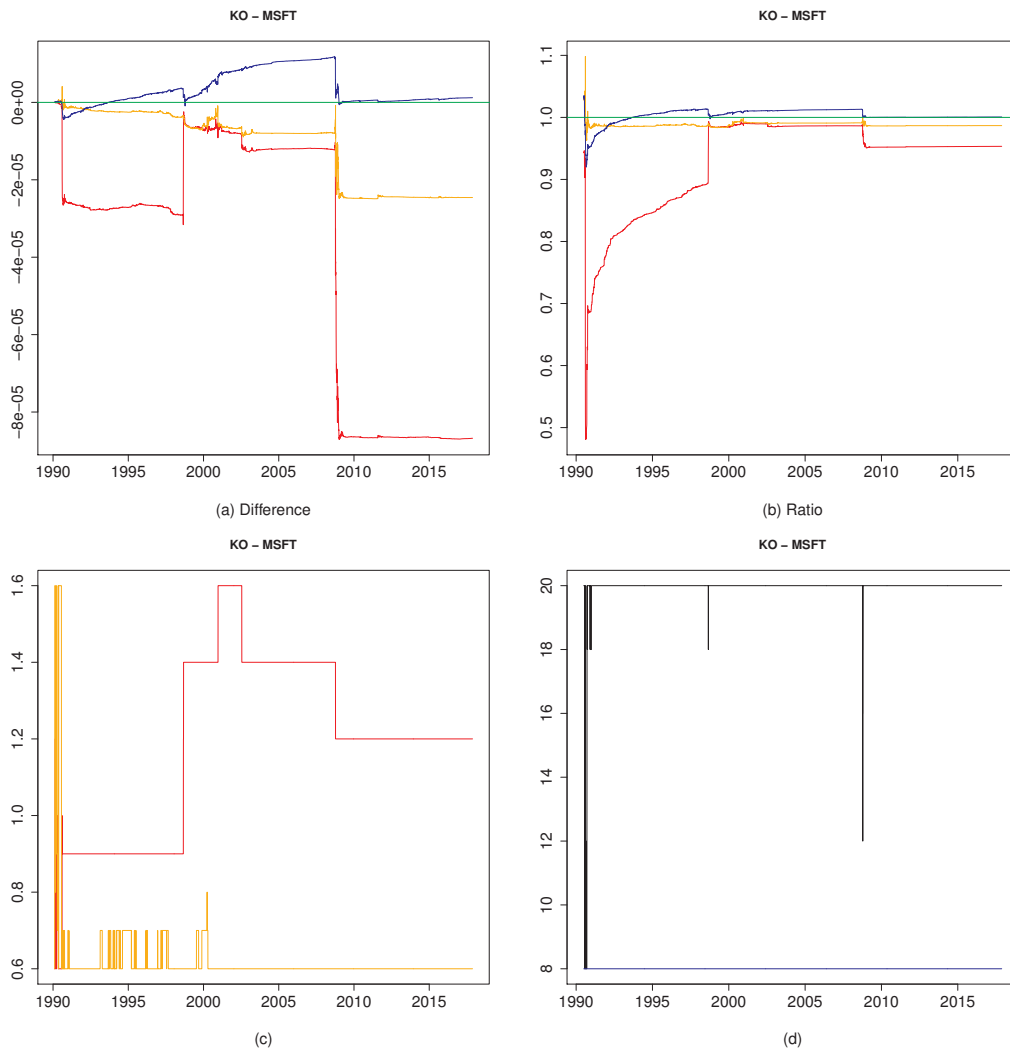 KO − MSFT
0e+00
−2e−05
−4e−05
−6e−05
−8e−05
1990 1995 2000 2005 2010 2015
(a) Difference
KO − MSFT
1.1
1.0
0.9
0.8
0.7
0.6
0.5
1990 1995 2000 2005 2010 2015
(b) Ratio
KO − MSFT
1.6
1.4
1.2
1.0
0.8
0.6
1990 1995 2000 2005 2010 2015
(c)
KO − MSFT
20
18
16
14
12
10
8
1990 1995 2000 2005 2010 2015
(d)